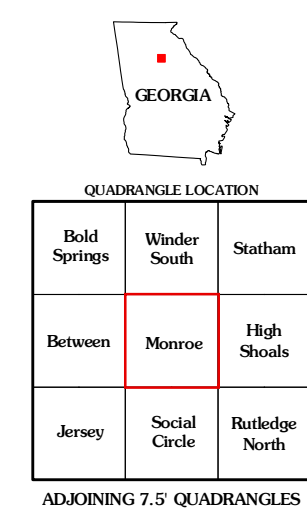 GEORGIA
QUADRANGLE LOCATION
Bold
Springs
Winder
South
Statham
Between
Monroe
High
Shoals
Jersey
Social
Circle
Rutledge
North
ADJOINING 7.5' QUADRANGLES